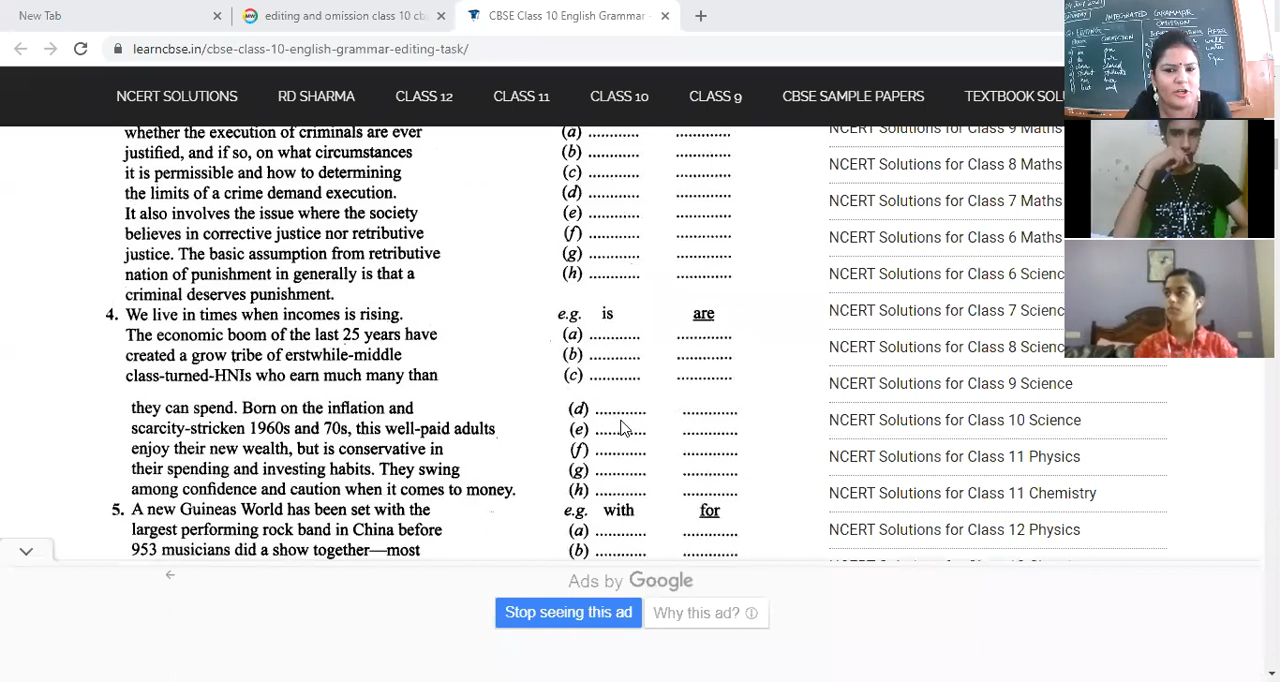 New Tab
editing and omission class 10 cb
CBSE Class 10 English Grammar -
learncbse.in/cbse-class-10-english-grammar-editing-task/
NCERT SOLUTIONS RD SHARMA CLASS 12 CLASS 11 CLASS 10 CLASS 9 CBSE SAMPLE PAPERS TEXTBOOK SOLU
whether the execution of criminals are ever (a) ............ ............
justified, and if so, on what circumstances (b) ............ ............
it is permissible and how to determining (c) ............ ............
the limits of a crime demand execution. (d) ............ ............
It also involves the issue where the society (e) ............ ............
believes in corrective justice nor retributive (f) ............ ............
justice. The basic assumption from retributive (g) ............ ............
nation of punishment in generally is that a (h) ............ ............
criminal deserves punishment.
4. We live in times when incomes is rising. e.g. is are
The economic boom of the last 25 years have (a) ............ ............
created a grow tribe of erstwhile-middle (b) ............ ............
class-turned-HNIs who earn much many than (c) ............ ............
they can spend. Born on the inflation and (d) ............ ............
scarcity-stricken 1960s and 70s, this well-paid adults (e) ............ ............
enjoy their new wealth, but is conservative in (f) ............ ............
their spending and investing habits. They swing (g) ............ ............
among confidence and caution when it comes to money. (h) ............ ............
5. A new Guineas World has been set with the e.g. with for
largest performing rock band in China before (a) ............ ............
953 musicians did a show together—most (b) ............ ............
NCERT Solutions for Class 9 Maths
NCERT Solutions for Class 8 Maths
NCERT Solutions for Class 7 Maths
NCERT Solutions for Class 6 Maths
NCERT Solutions for Class 6 Scienc
NCERT Solutions for Class 7 Scienc
NCERT Solutions for Class 8 Scienc
NCERT Solutions for Class 9 Science
NCERT Solutions for Class 10 Science
NCERT Solutions for Class 11 Physics
NCERT Solutions for Class 11 Chemistry
NCERT Solutions for Class 12 Physics
Ads by Google
Stop seeing this ad
Why this ad?
INTEGRATED GRAMMAR
OMISSION